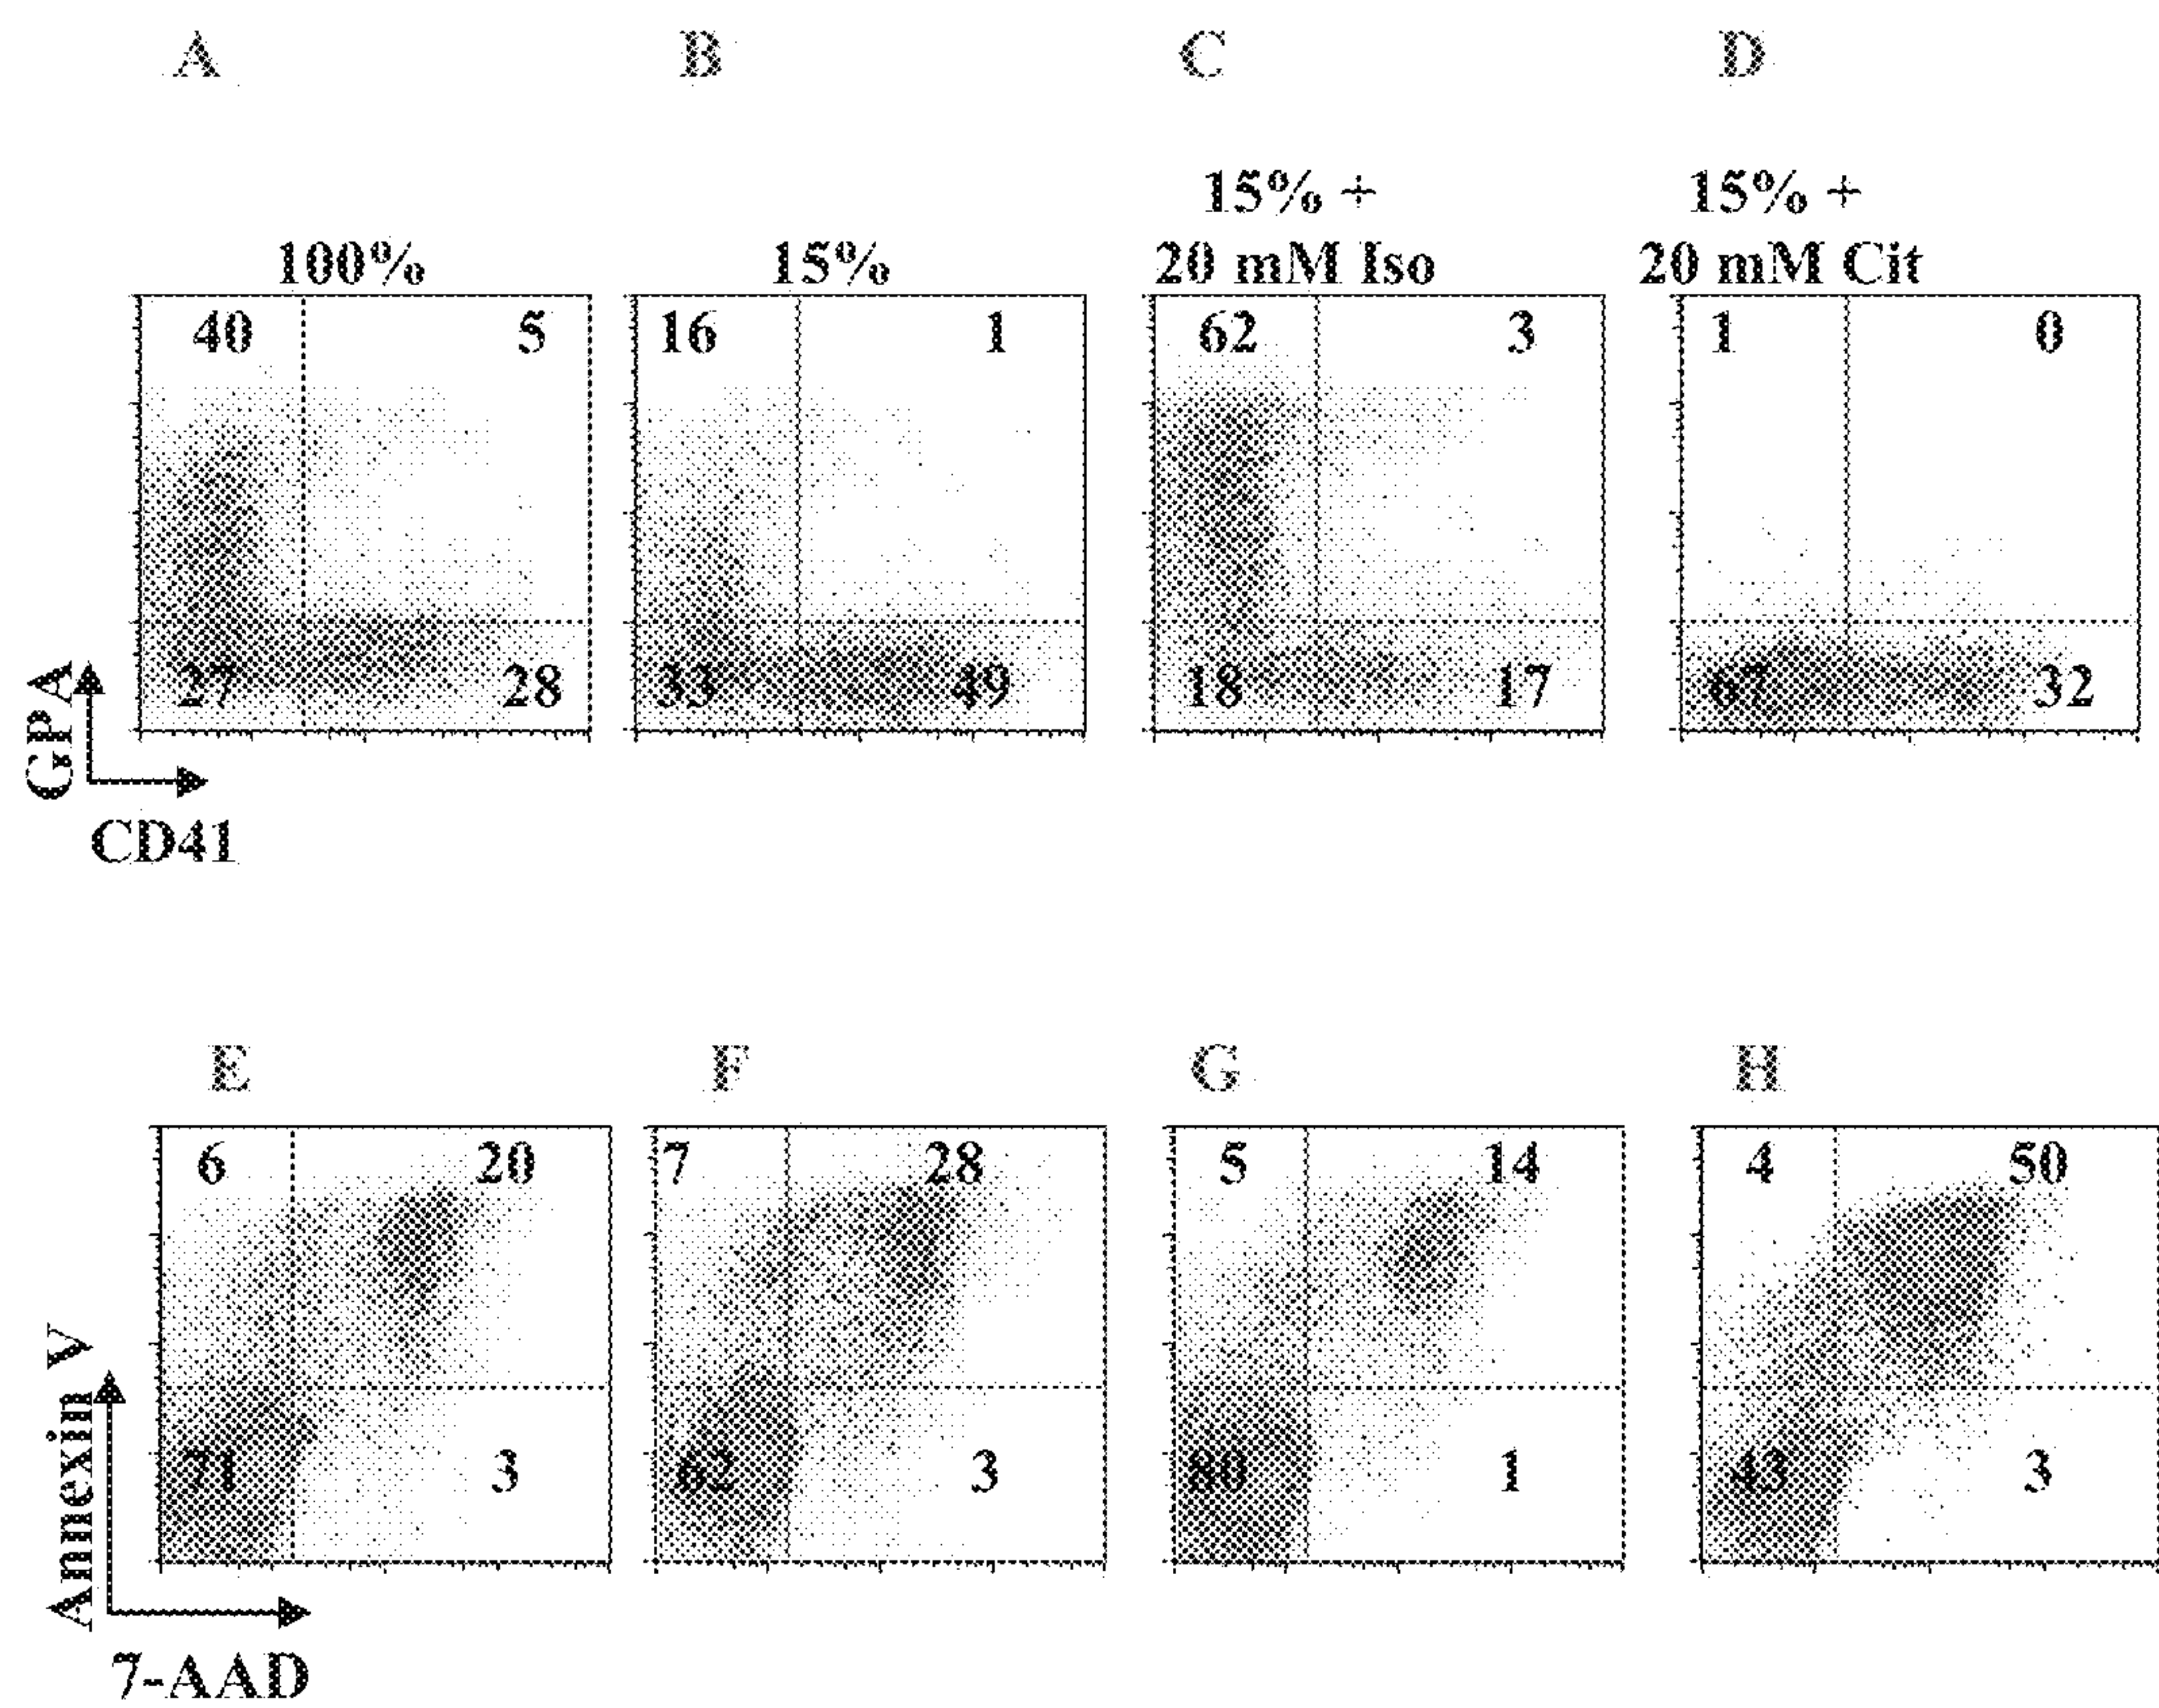 A B C D
15% + 15% +
100% 15% 20 mM Iso 20 mM Cit
40 5 16 1 62 3 1 0
27 28 33 49 18 17 67 32
GPA
CD41
E F G H
6 20 7 28 5 14 4 50
71 3 62 3 80 1 43 3
Annexin V
7-AAD